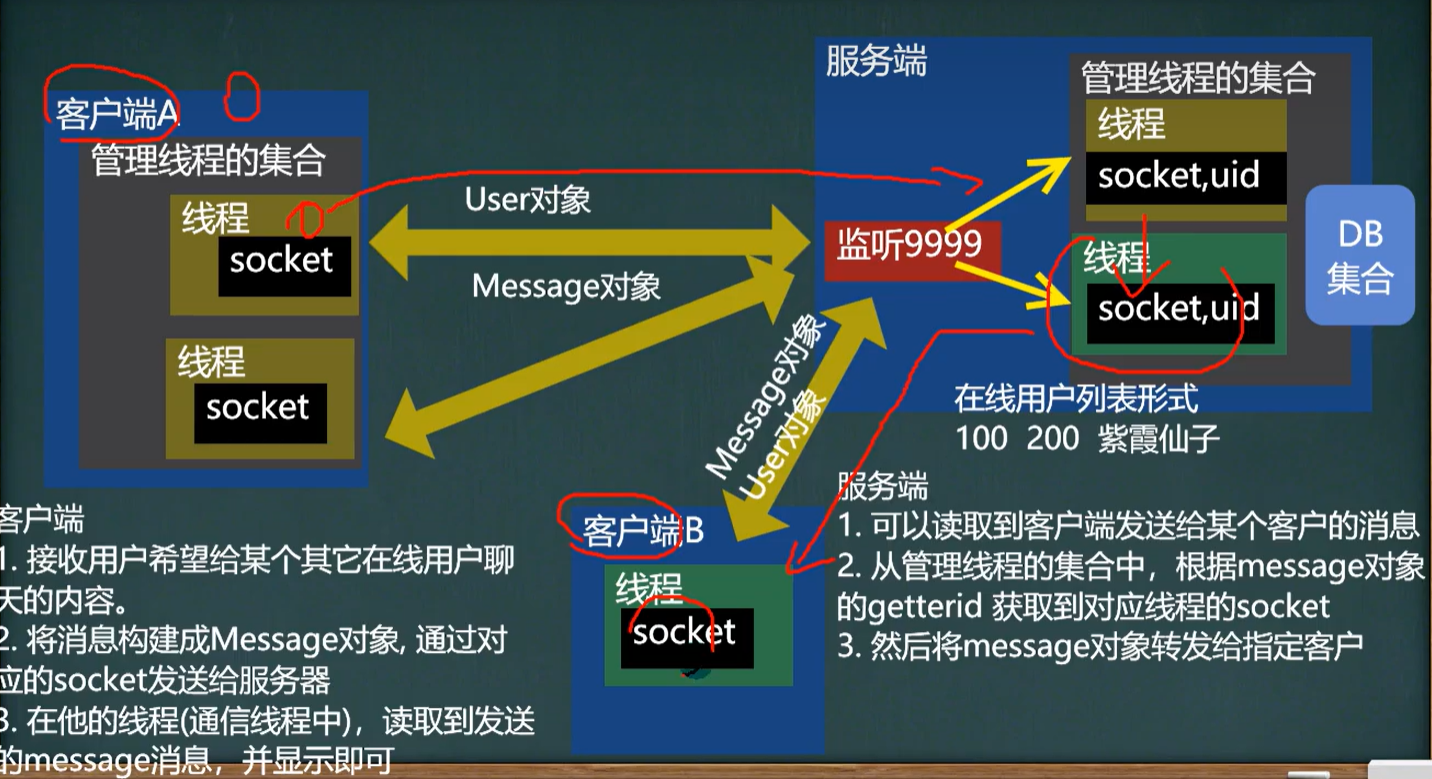 客户端A
管理线程的集合
线程
socket
线程
socket
User对象
Message对象
Message对象
User对象
服务端
监听9999
管理线程的集合
线程
socket,uid
线程
socket,uid
DB
集合
在线用户列表形式
100 200 紫霞仙子
客户端B
线程
socket
客户端
1. 接收用户希望给某个其它在线用户聊
天的内容。
2. 将消息构建成Message对象, 通过对
应的socket发送给服务器
3. 在他的线程(通信线程中)，读取到发送
的message消息，并显示即可
服务端
1. 可以读取到客户端发送给某个客户的消息
2. 从管理线程的集合中，根据message对象
的getterid 获取到对应线程的socket
3. 然后将message对象转发给指定客户